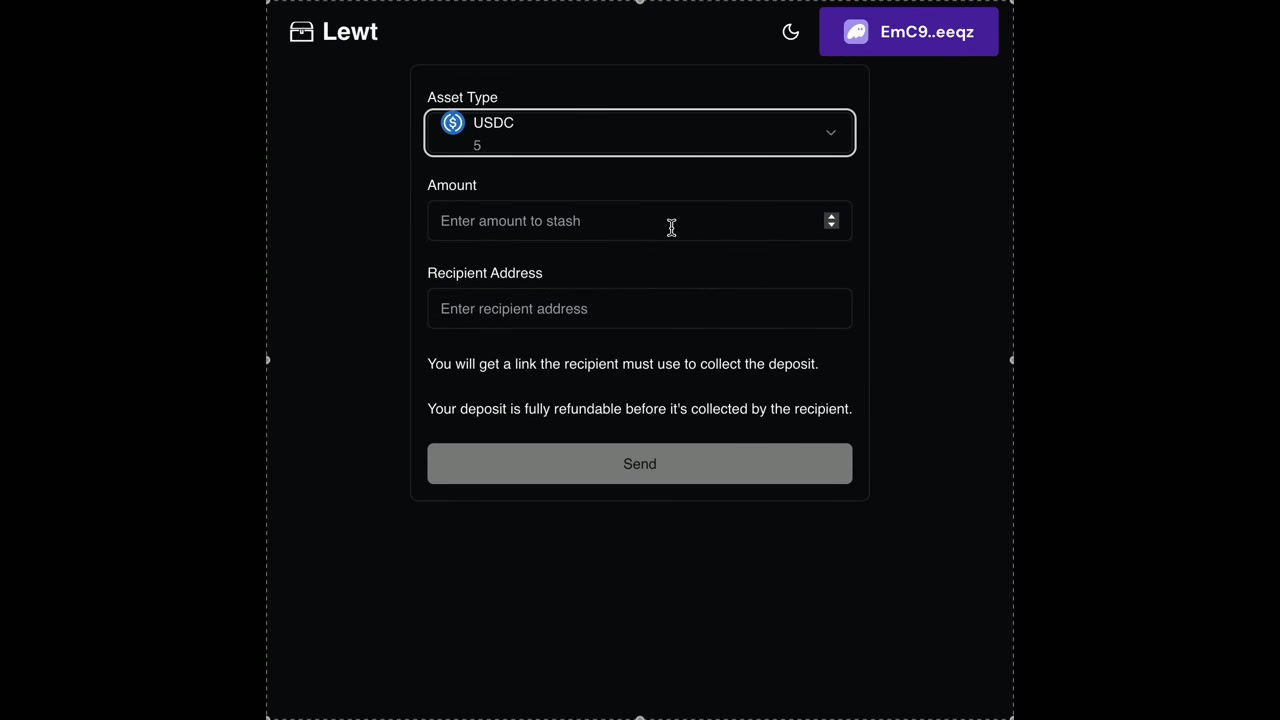 Lewt
EmC9..eeqz
Asset Type
USDC
5
Amount
Enter amount to stash
Recipient Address
Enter recipient address
You will get a link the recipient must use to collect the deposit.
Your deposit is fully refundable before it's collected by the recipient.
Send